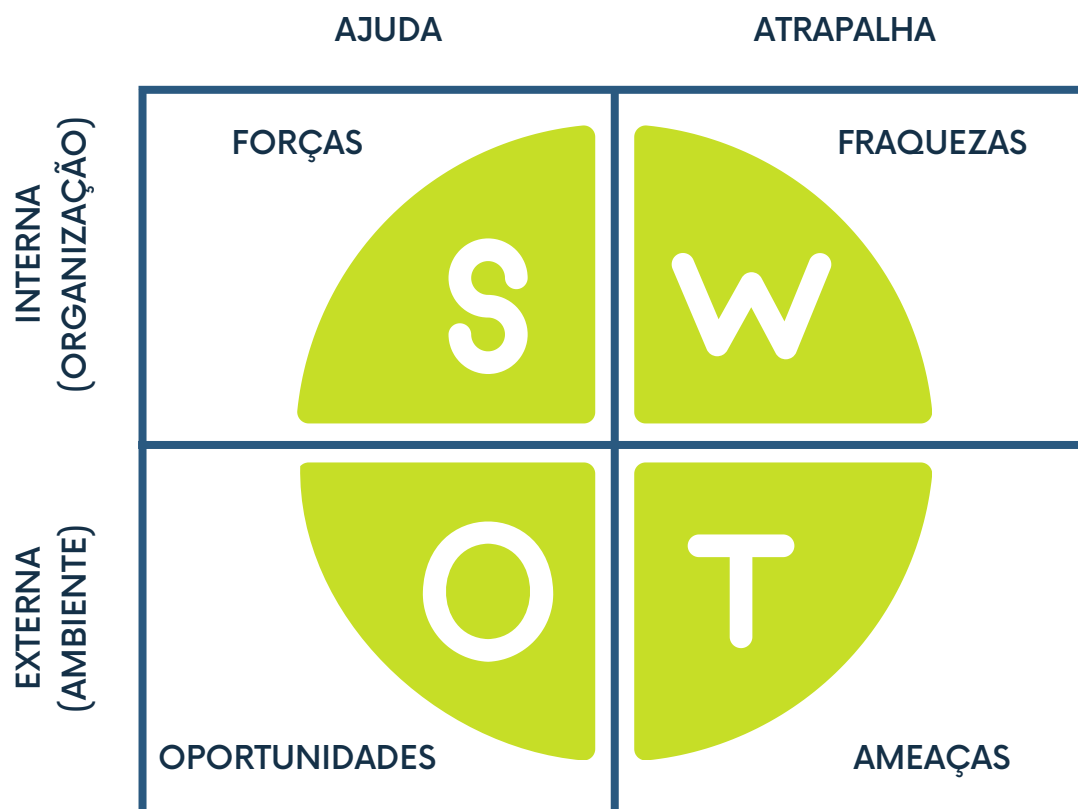 AJUDA
ATRAPALHA
INTERNA
(ORGANIZAÇÃO)
FORÇAS
FRAQUEZAS
S
W
EXTERNA
(AMBIENTE)
O
T
OPORTUNIDADES
AMEAÇAS